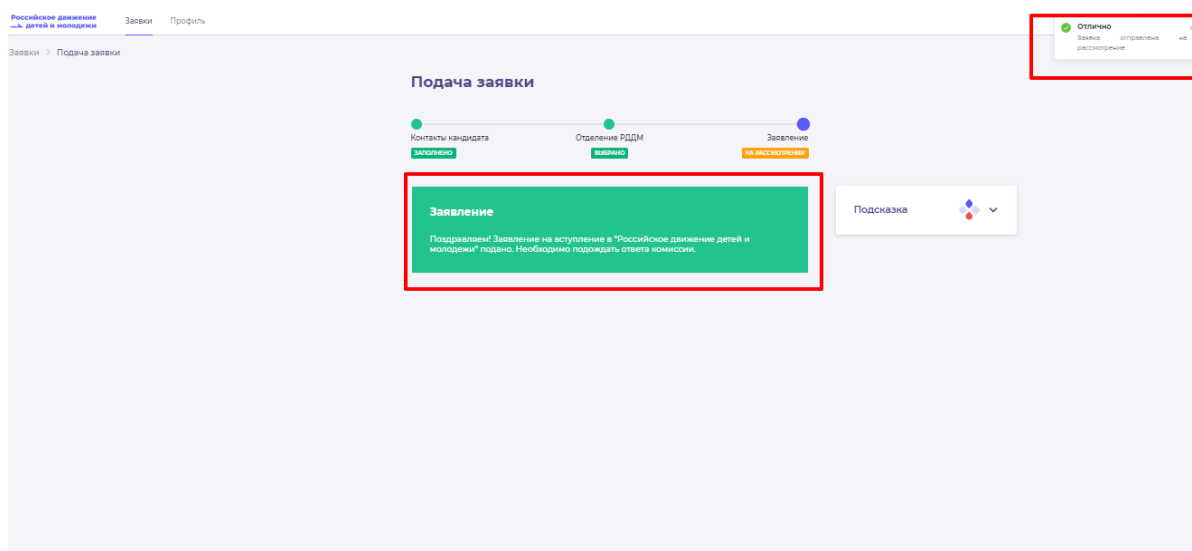 Российское движение
детей и молодежи
Заявки
Профиль
Отлично
Заявка отправлена на
рассмотрение
Заявки > Подача заявки
Подача заявки
Контакты кандидата
Отделение РДДМ
Заявление
ЗАПОЛНЕНО
ВЫБРАНО
НА РАССМОТРЕНИИ
Заявление
Поздравляем! Заявление на вступление в "Российское движение детей и
молодежи" подано. Необходимо подождать ответа комиссии.
Подсказка